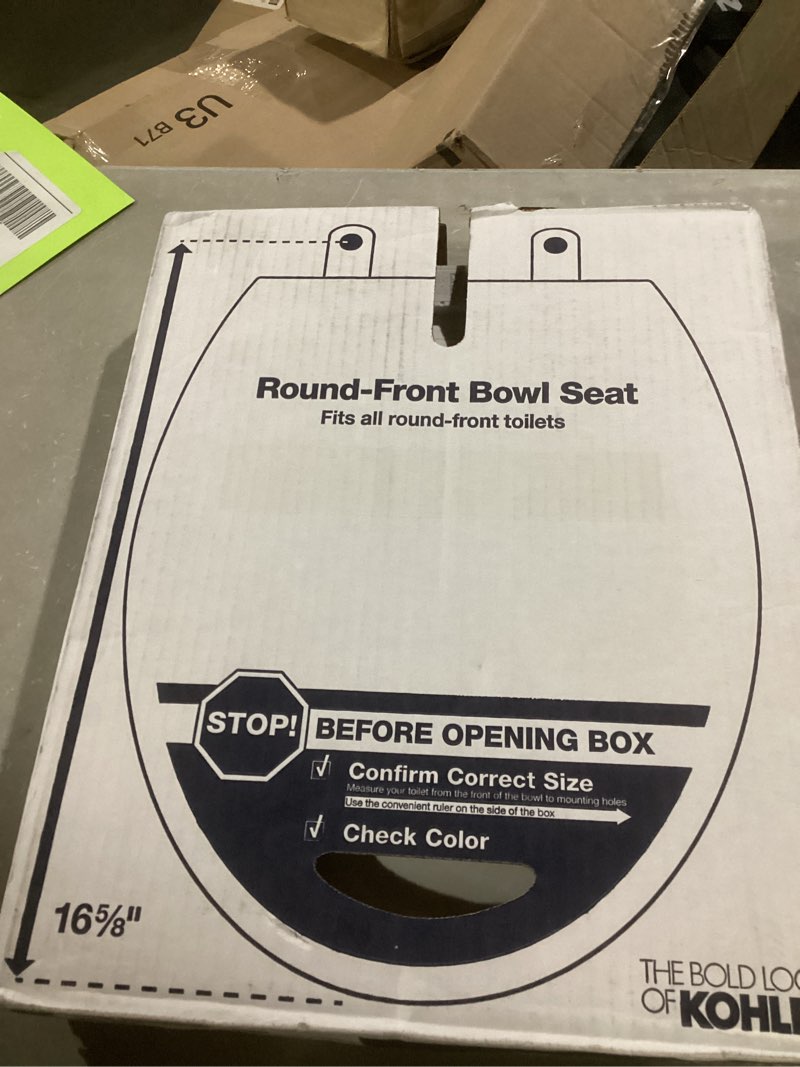 U3 B71
Round-Front Bowl Seat
Fits all round-front toilets
STOP! BEFORE OPENING BOX
Confirm Correct Size
Measure your toilet from the front of the bowl to mounting holes
Use the convenient ruler on the side of the box
Check Color
16⅝"
THE BOLD LOO
OF KOHL